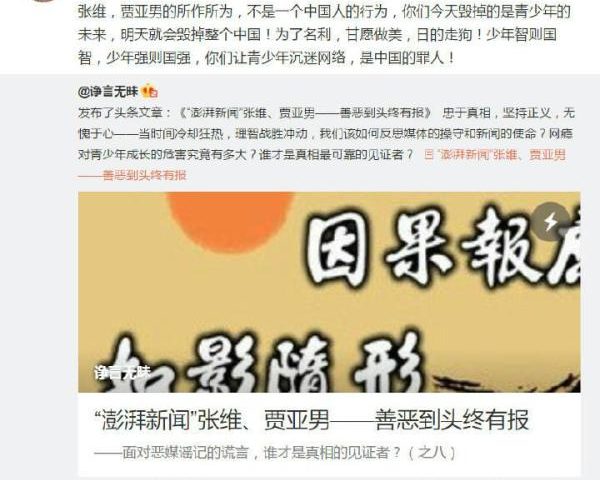 张维，贾亚男的所作所为，不是一个中国人的行为，你们今天毁掉的是青少年的
未来，明天就会毁掉整个中国！为了名利，甘愿做美，日的走狗！少年智则国
智，少年强则国强，你们让青少年沉迷网络，是中国的罪人！
@诤言无昧
发布了头条文章：《“澎湃新闻”张维、贾亚男——善恶到头终有报》 忠于真相，坚持正义，无
愧于心——当时间冷却狂热，理智战胜冲动，我们该如何反思媒体的操守和新闻的使命？网瘾
对青少年成长的危害究竟有多大？谁才是真相最可靠的见证者？ “澎湃新闻”张维、贾亚男
——善恶到头终有报
因果報應
如影隨形
诤言无昧
“澎湃新闻”张维、贾亚男——善恶到头终有报
——面对恶媒谣记的谎言，谁才是真相的见证者？（之八）